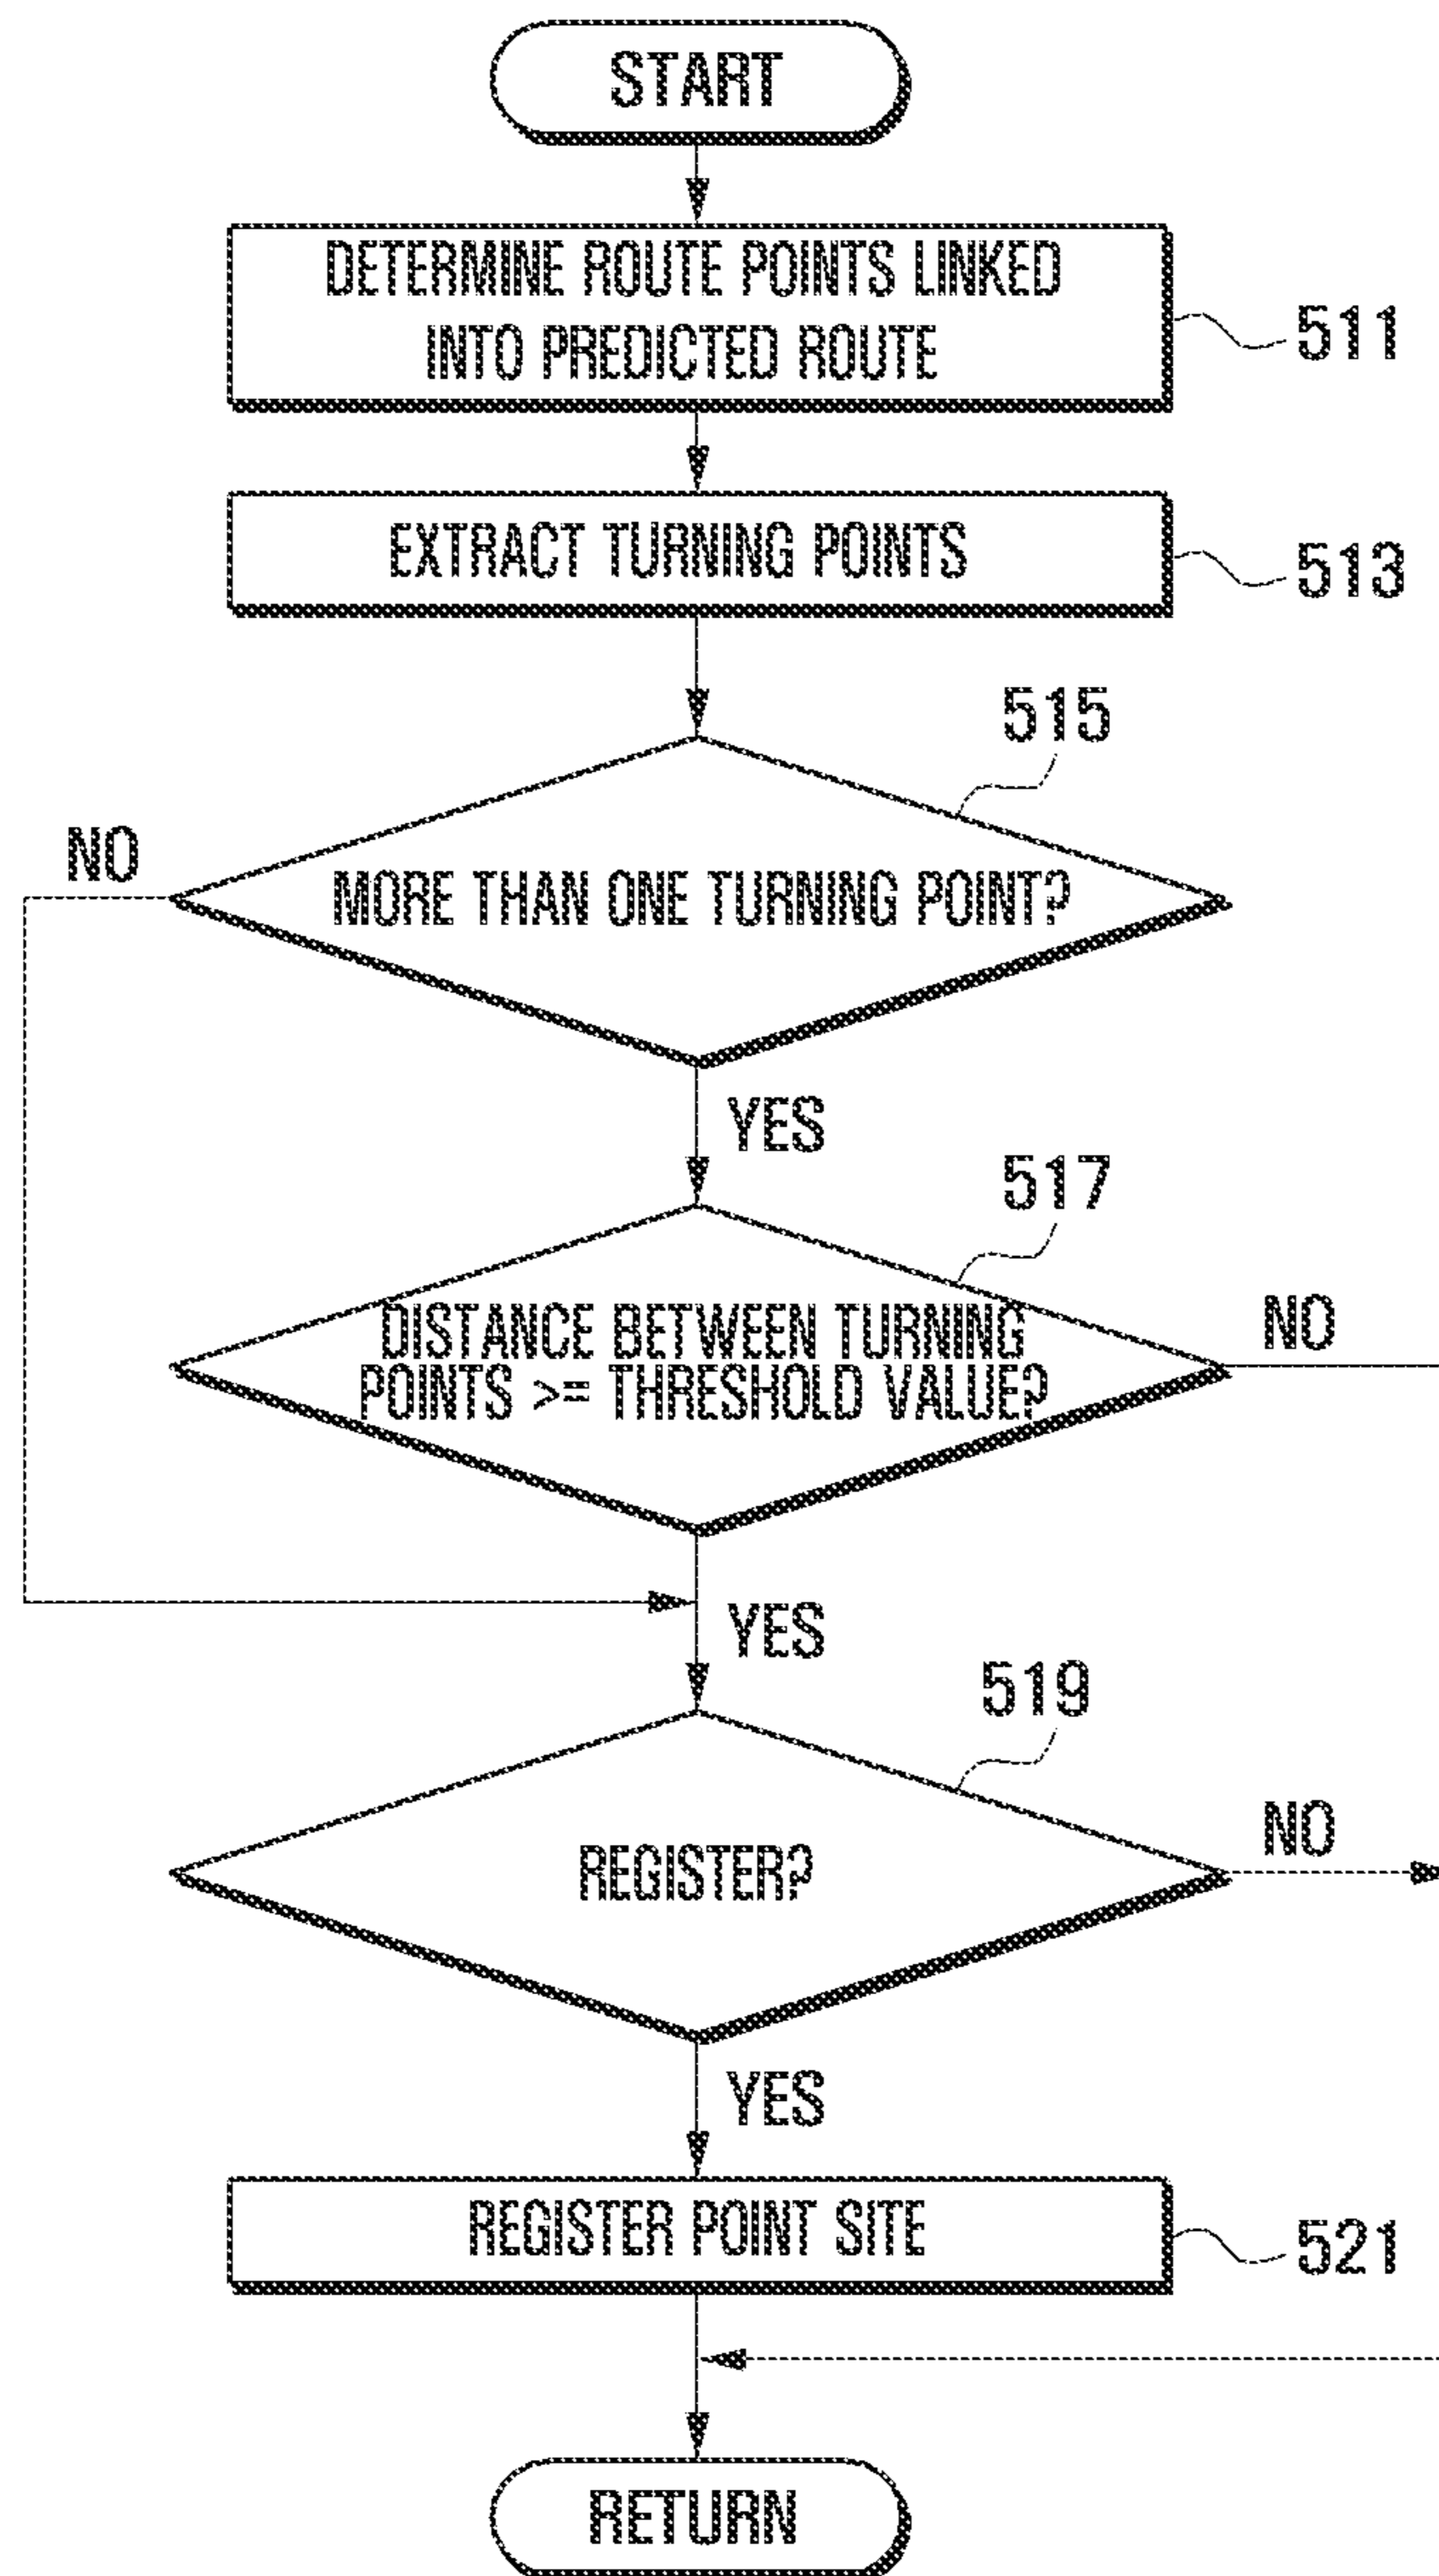 START
DETERMINE ROUTE POINTS LINKED
INTO PREDICTED ROUTE
511
EXTRACT TURNING POINTS
513
515
NO
MORE THAN ONE TURNING POINT?
YES
517
DISTANCE BETWEEN TURNING
POINTS >= THRESHOLD VALUE?
NO
YES
519
REGISTER?
NO
YES
REGISTER POINT SITE
521
RETURN